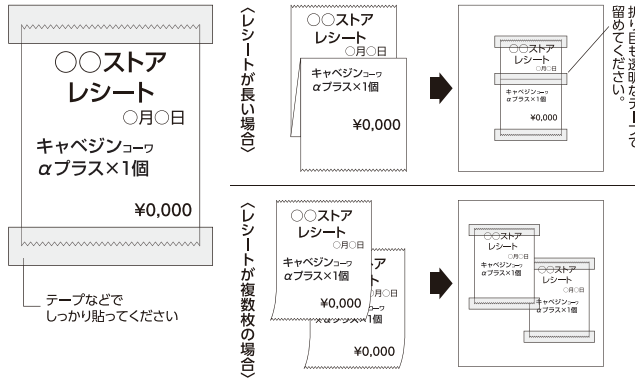 ○○ストア
レシート
○月○日
キャベジンコーワ
αプラス×1個
¥0,000
テープなどで
しっかり貼ってください
〈レシートが長い場合〉
○○ストア
レシート
○月○日
キャベジンコーワ
αプラス×1個
¥0,000
○○ストア
レシート
○月○日
キャベジンコーワ
αプラス×1個
¥0,000
折り目も透明なテープで
留めてください。
〈レシートが複数枚の場合〉
○○ストア
レシート
○月○日
キャベジンコーワ
αプラス×1個
¥0,000
ア
ト
月○日
αプラス×1個
¥0,000
○○ストア
レシート
○月○日
キャベジンコーワ
αプラス×1個
¥0,000
○○ストア
レシート
○月○日
キャベジンコーワ
αプラス×1個
¥0,000